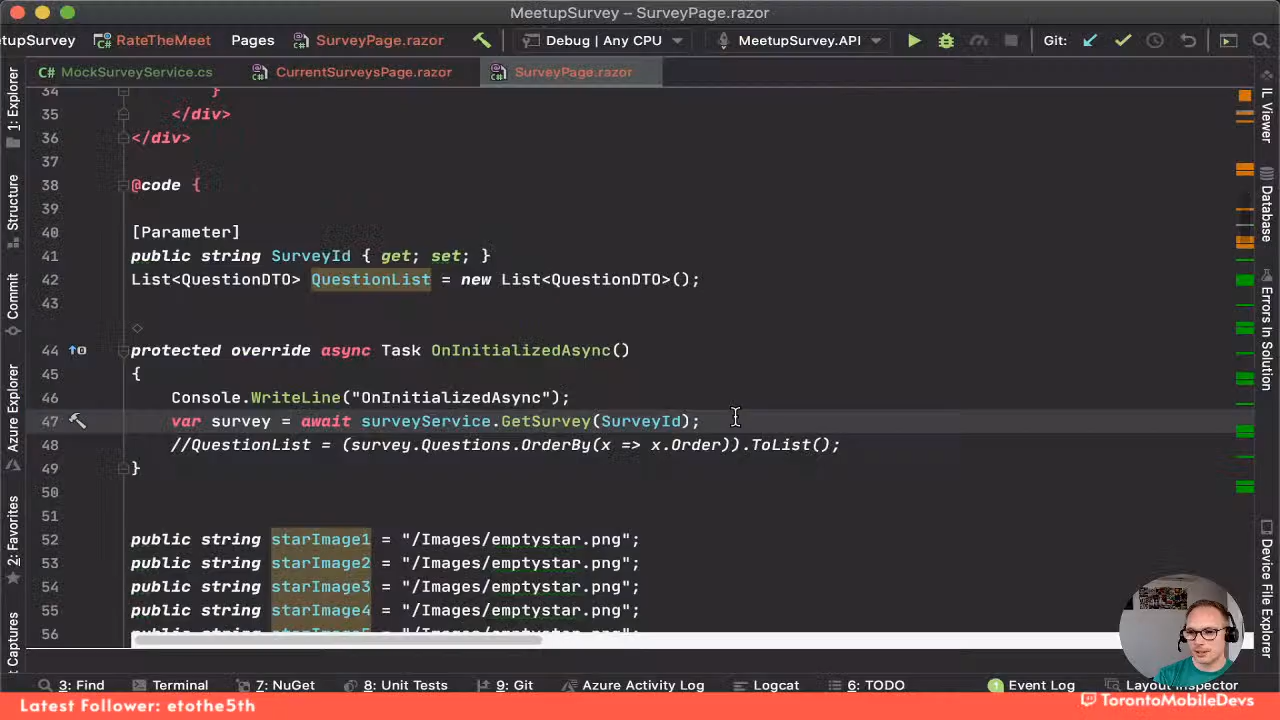 MeetupSurvey – SurveyPage.razor
etupSurvey RateTheMeet Pages SurveyPage.razor Debug | Any CPU MeetupSurvey.API Git:
MockSurveyService.cs CurrentSurveysPage.razor SurveyPage.razor
34 }
35 </div>
36 </div>
37
38 @code {
39
40 [Parameter]
41 public string SurveyId { get; set; }
42 List<QuestionDTO> QuestionList = new List<QuestionDTO>();
43
44 protected override async Task OnInitializedAsync()
45 {
46 Console.WriteLine("OnInitializedAsync");
47 var survey = await surveyService.GetSurvey(SurveyId);
48 //QuestionList = (survey.Questions.OrderBy(x => x.Order)).ToList();
49 }
50
51
52 public string starImage1 = "/Images/emptystar.png";
53 public string starImage2 = "/Images/emptystar.png";
54 public string starImage3 = "/Images/emptystar.png";
55 public string starImage4 = "/Images/emptystar.png";
56
1: Explorer
Structure
Commit
Azure Explorer
2: Favorites
t Captures
IL Viewer
Database
Errors In Solution
Device File Explorer
3: Find Terminal 7: NuGet 8: Unit Tests 9: Git Azure Activity Log Logcat 6: TODO 1 Event Log Layout Inspector
Latest Follower: etothe5th
TorontoMobileDevs